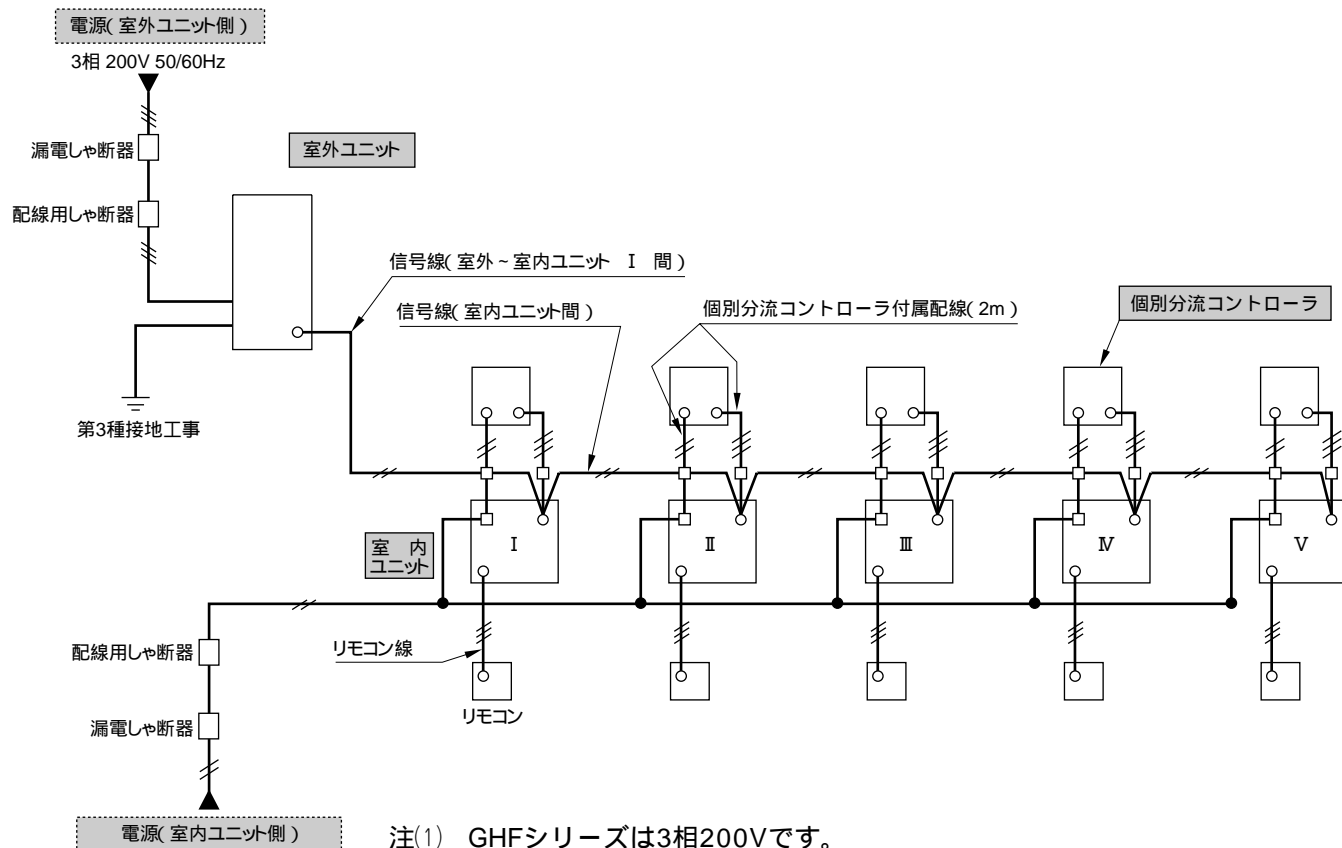 電源(室外ユニット側)
3相 200V 50/60Hz
漏電しゃ断器
室外ユニット
配線用しゃ断器
信号線(室外~室内ユニット Ⅰ 間)
信号線(室内ユニット間)
個別分流コントローラ付属配線(2m)
個別分流コントローラ
第3種接地工事
室 内
ユニット
Ⅰ
Ⅱ
Ⅲ
Ⅳ
Ⅴ
配線用しゃ断器
リモコン線
漏電しゃ断器
リモコン
電源(室内ユニット側)
注⑴ GHFシリーズは3相200Vです。